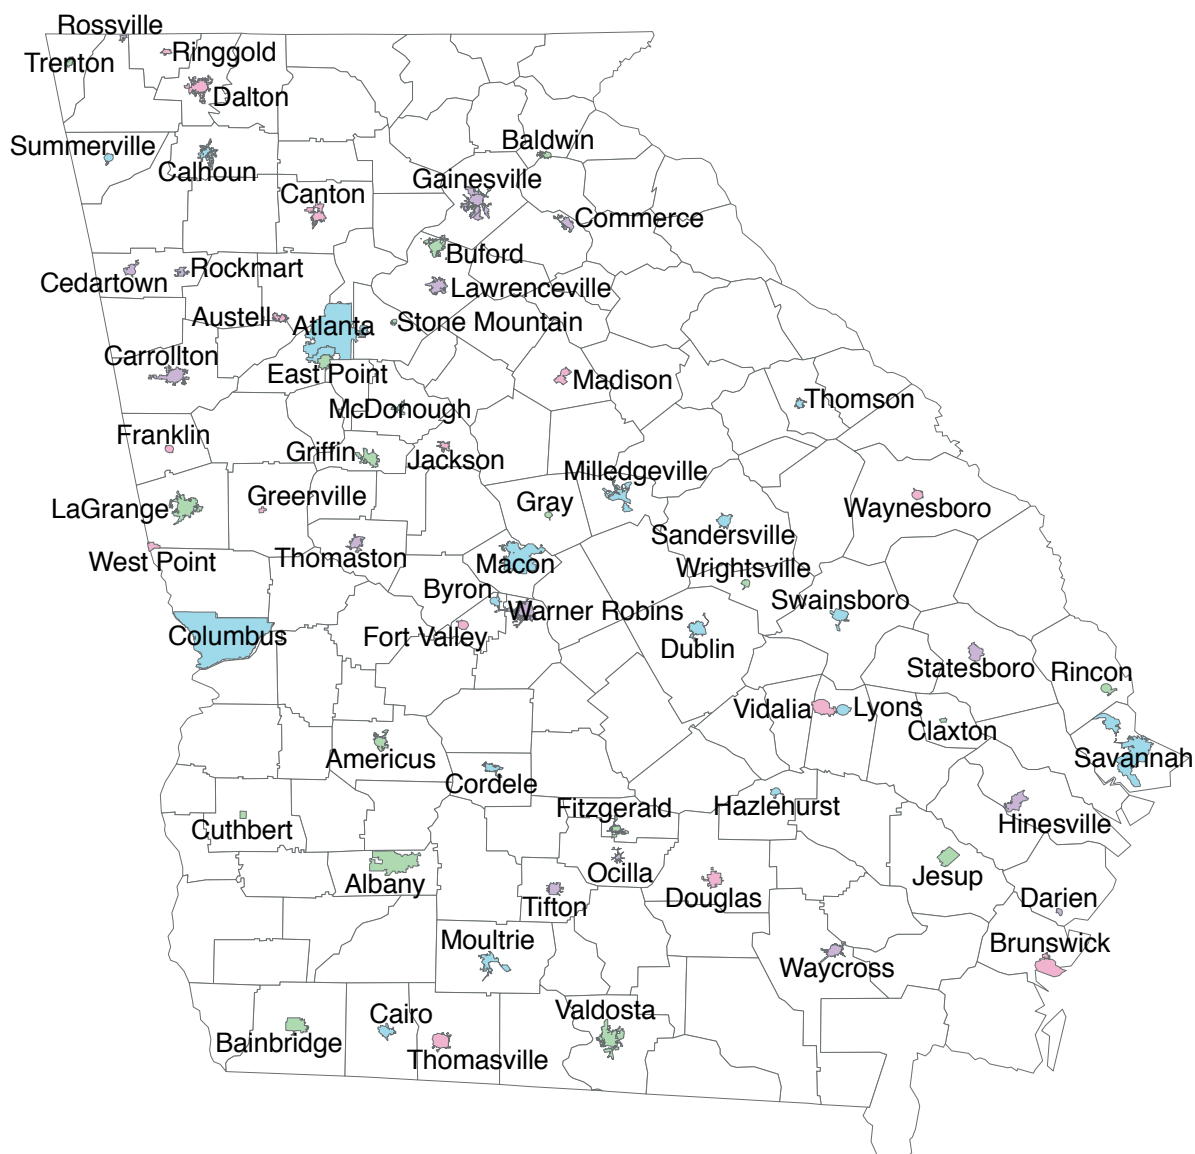 Rossville
Ringgold
Trenton
Dalton
Baldwin
Summerville
Calhoun
Gainesville
Canton
Commerce
Buford
Rockmart
Cedartown
Lawrenceville
Austell
Atlanta
Stone Mountain
Carrollton
East Point
Madison
McDonough
Thomson
Franklin
Griffin
Jackson
Milledgeville
Greenville
Gray
LaGrange
Waynesboro
Sandersville
West Point
Thomaston
Macon
Wrightsville
Byron
Swainsboro
Warner Robins
Columbus
Fort Valley
Dublin
Statesboro
Rincon
Vidalia
Lyons
Claxton
Americus
Savannah
Cordele
Fitzgerald
Hazlehurst
Cuthbert
Hinesville
Ocilla
Albany
Jesup
Douglas
Darien
Tifton
Moultrie
Brunswick
Waycross
Valdosta
Cairo
Bainbridge
Thomasville